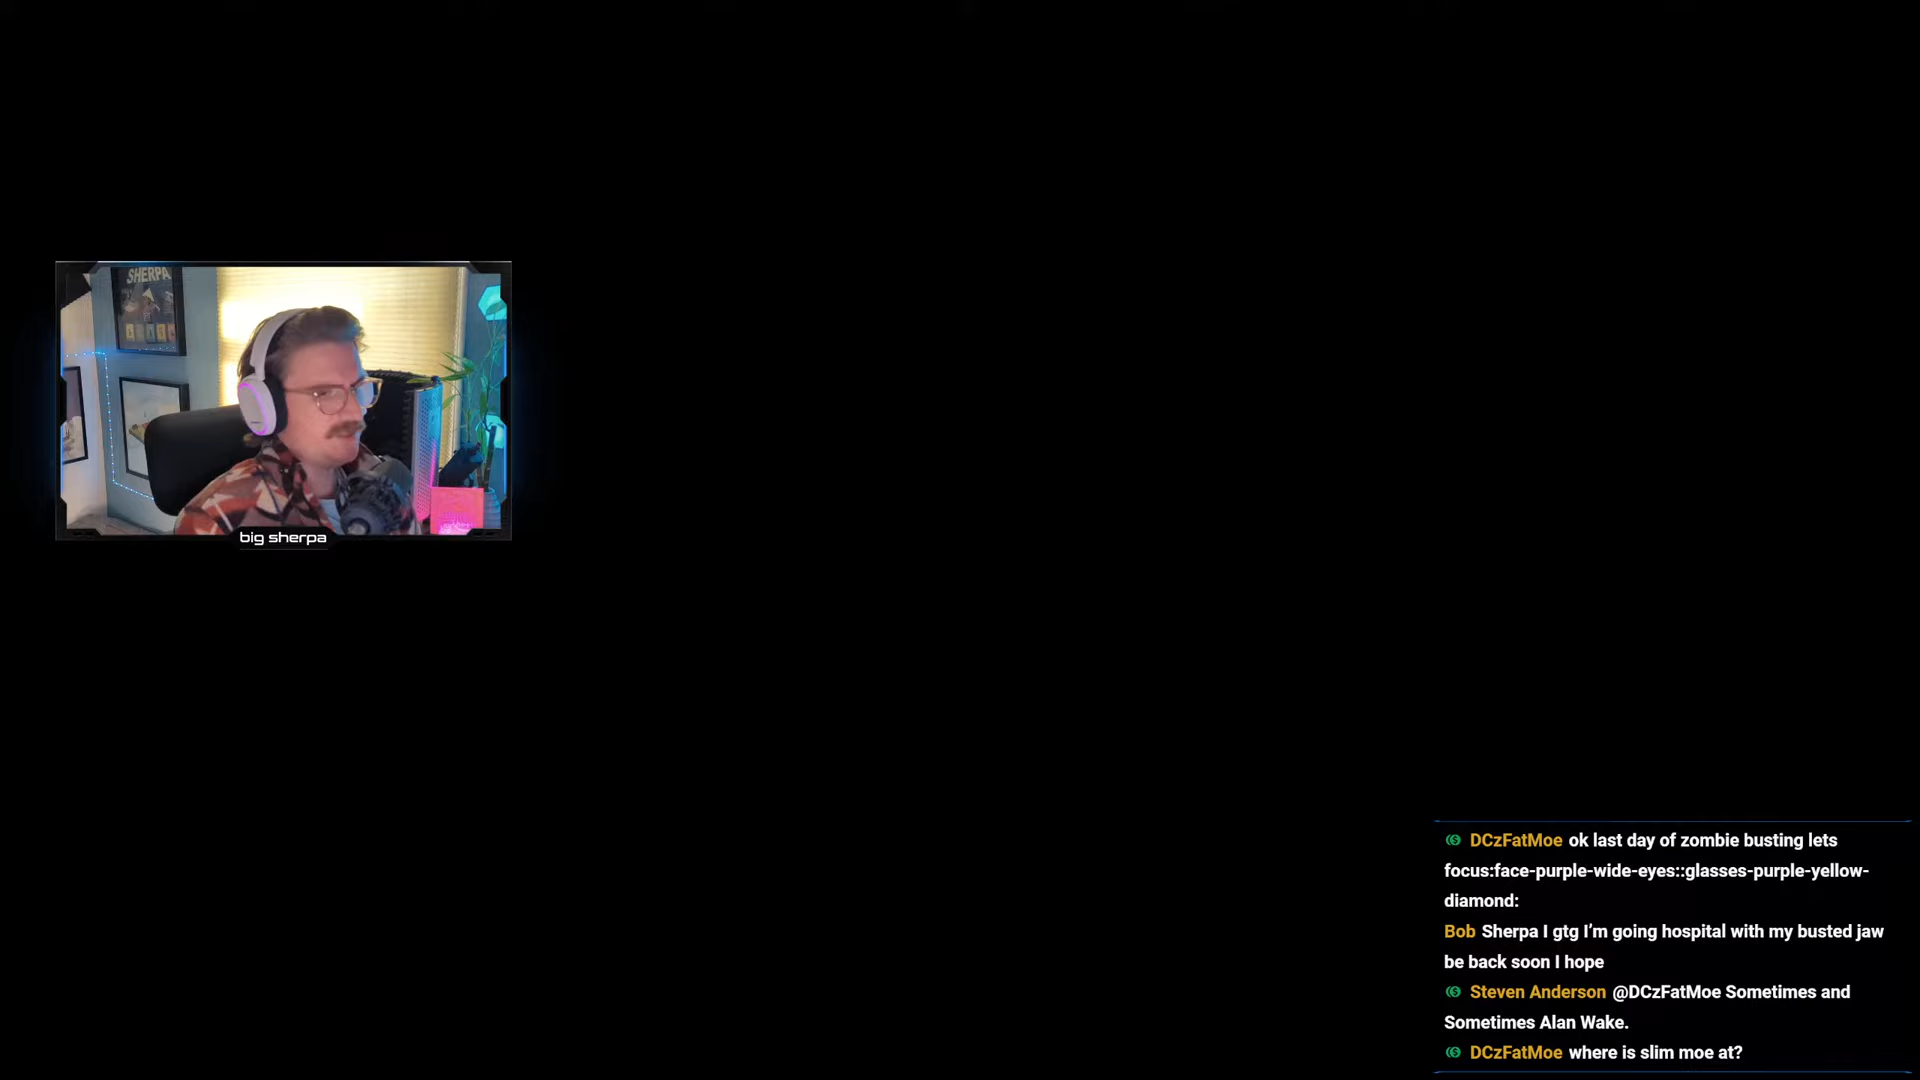 SHERPA
big sherpa
DCzFatMoe ok last day of zombie busting lets
focus:face-purple-wide-eyes::glasses-purple-yellow-
diamond:
Bob Sherpa I gtg I’m going hospital with my busted jaw
be back soon I hope
Steven Anderson @DCzFatMoe Sometimes and
Sometimes Alan Wake.
DCzFatMoe where is slim moe at?